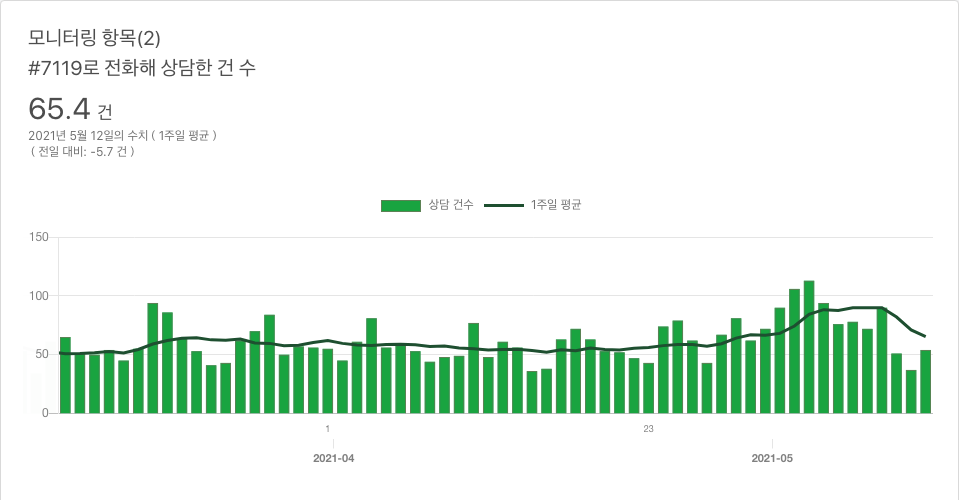 모니터링 항목(2)
#7119로 전화해 상담한 건 수
65.4 건
2021년 5월 12일의 수치 ( 1주일 평균 )
( 전일 대비: -5.7 건 )
상담 건수 1주일 평균
150
100
50
0
1 23
2021-04 2021-05